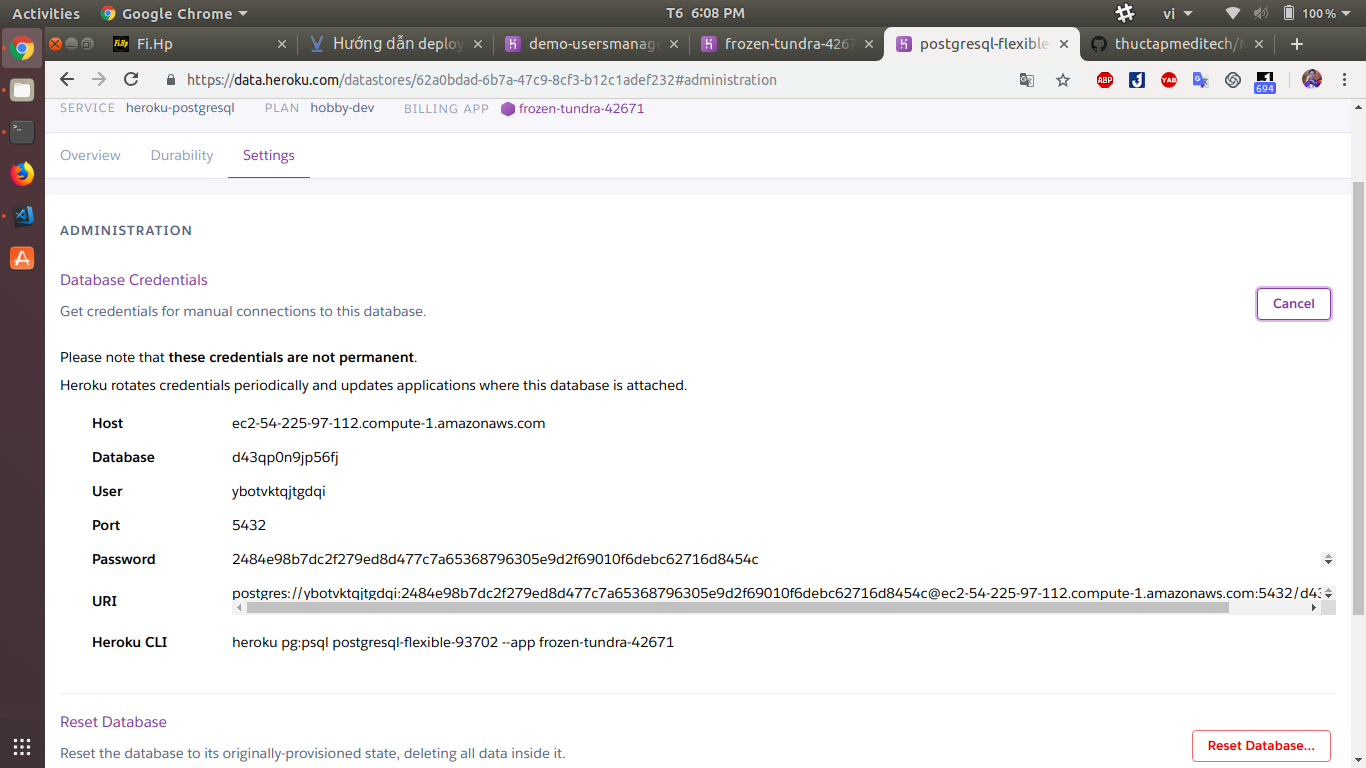 Activities Google Chrome T6 6:08 PM vi 100 %
Fi.Hp Hướng dẫn deploy demo-usersmanag frozen-tundra-4267 postgresql-flexible thuctapmeditech/
https://data.heroku.com/datastores/62a0bdad-6b7a-47c9-8cf3-b12c1adef232#administration ABP YAB 694
SERVICE heroku-postgresql PLAN hobby-dev BILLING APP frozen-tundra-42671
Overview Durability Settings
ADMINISTRATION
Database Credentials
Get credentials for manual connections to this database.
Cancel
Please note that these credentials are not permanent.
Heroku rotates credentials periodically and updates applications where this database is attached.
Host ec2-54-225-97-112.compute-1.amazonaws.com
Database d43qp0n9jp56fj
User ybotvktqjtgdqi
Port 5432
Password 2484e98b7dc2f279ed8d477c7a65368796305e9d2f69010f6debc62716d8454c
URI postgres://ybotvktqjtgdqi:2484e98b7dc2f279ed8d477c7a65368796305e9d2f69010f6debc62716d8454c@ec2-54-225-97-112.compute-1.amazonaws.com:5432/d43
Heroku CLI heroku pg:psql postgresql-flexible-93702 --app frozen-tundra-42671
Reset Database
Reset the database to its originally-provisioned state, deleting all data inside it.
Reset Database...